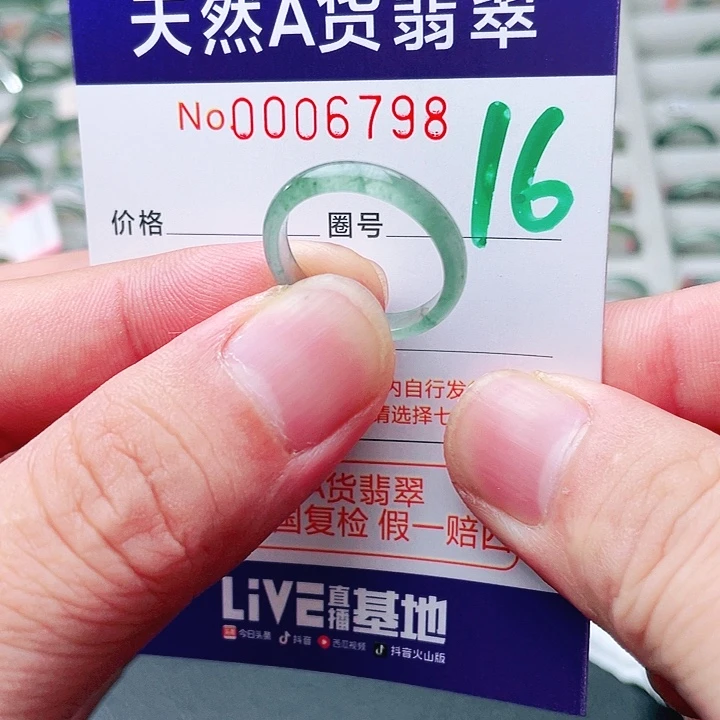 天然A货翡翠
No.0006798
16
价格 圈号
内自行发
请选择七
A货翡翠
国复检 假一赔四
LiVE直播基地
今日头条 抖音 西瓜视频 抖音火山版